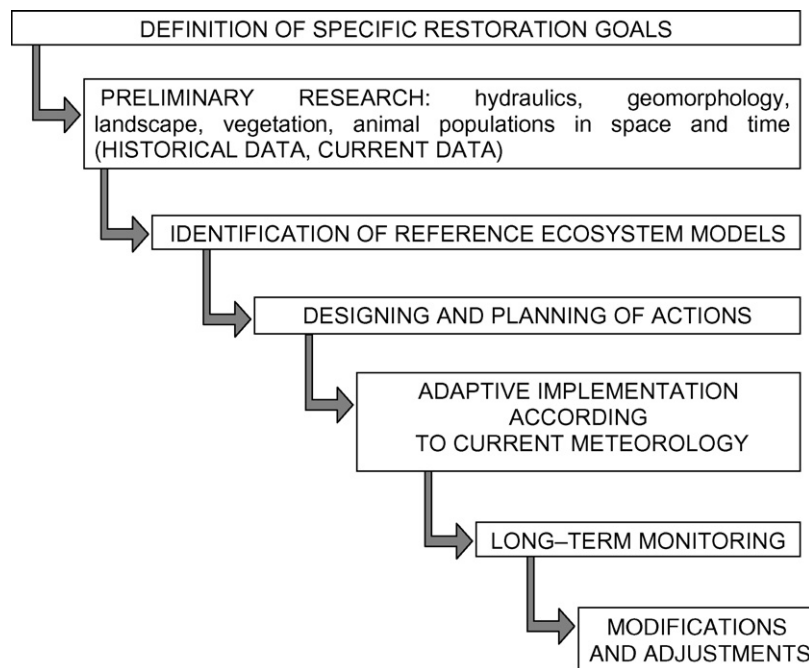 DEFINITION OF SPECIFIC RESTORATION GOALS
PRELIMINARY RESEARCH: hydraulics, geomorphology,
landscape, vegetation, animal populations in space and time
(HISTORICAL DATA, CURRENT DATA)
IDENTIFICATION OF REFERENCE ECOSYSTEM MODELS
DESIGNING AND PLANNING OF ACTIONS
ADAPTIVE IMPLEMENTATION
ACCORDING
TO CURRENT METEOROLOGY
LONG–TERM MONITORING
MODIFICATIONS
AND ADJUSTMENTS